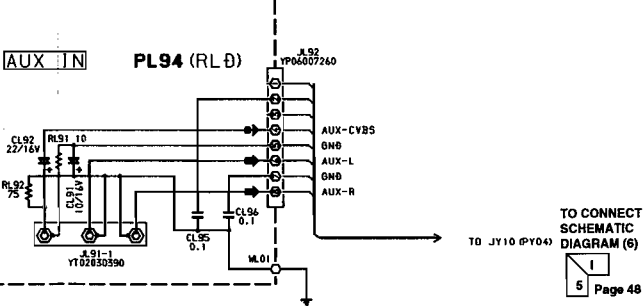 AUX IN
PL94 (RLD)
JL92
YP06007260
CL92
22/16V
RL91 10
AUX-CVBS
GND
AUX-L
GND
AUX-R
RL92
75
CL91
10/16V
CL95
0.1
CL96
0.1
JL91-1
YT02030390
WL01
TO JY10 (PY04)
TO CONNECT
SCHEMATIC
DIAGRAM (6)
1
5
Page 48